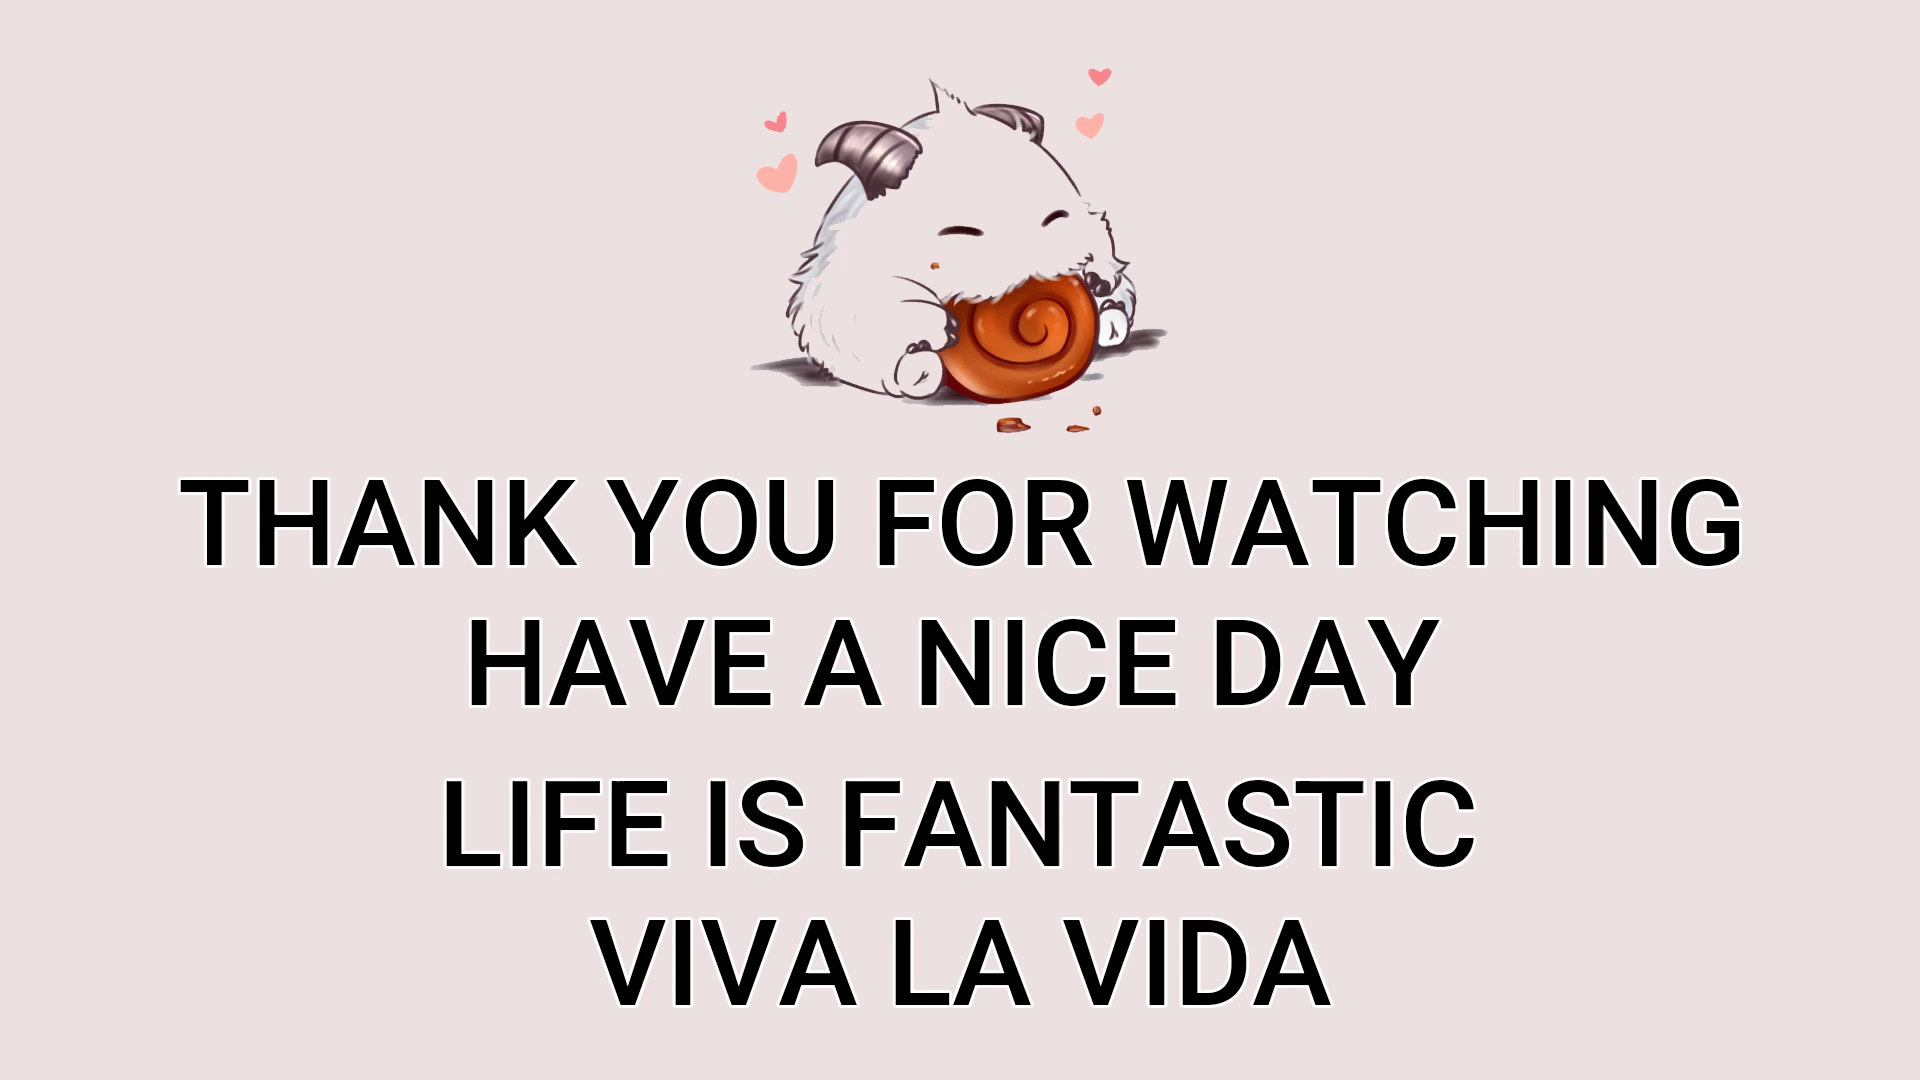 THANK YOU FOR WATCHING
HAVE A NICE DAY
LIFE IS FANTASTIC
VIVA LA VIDA